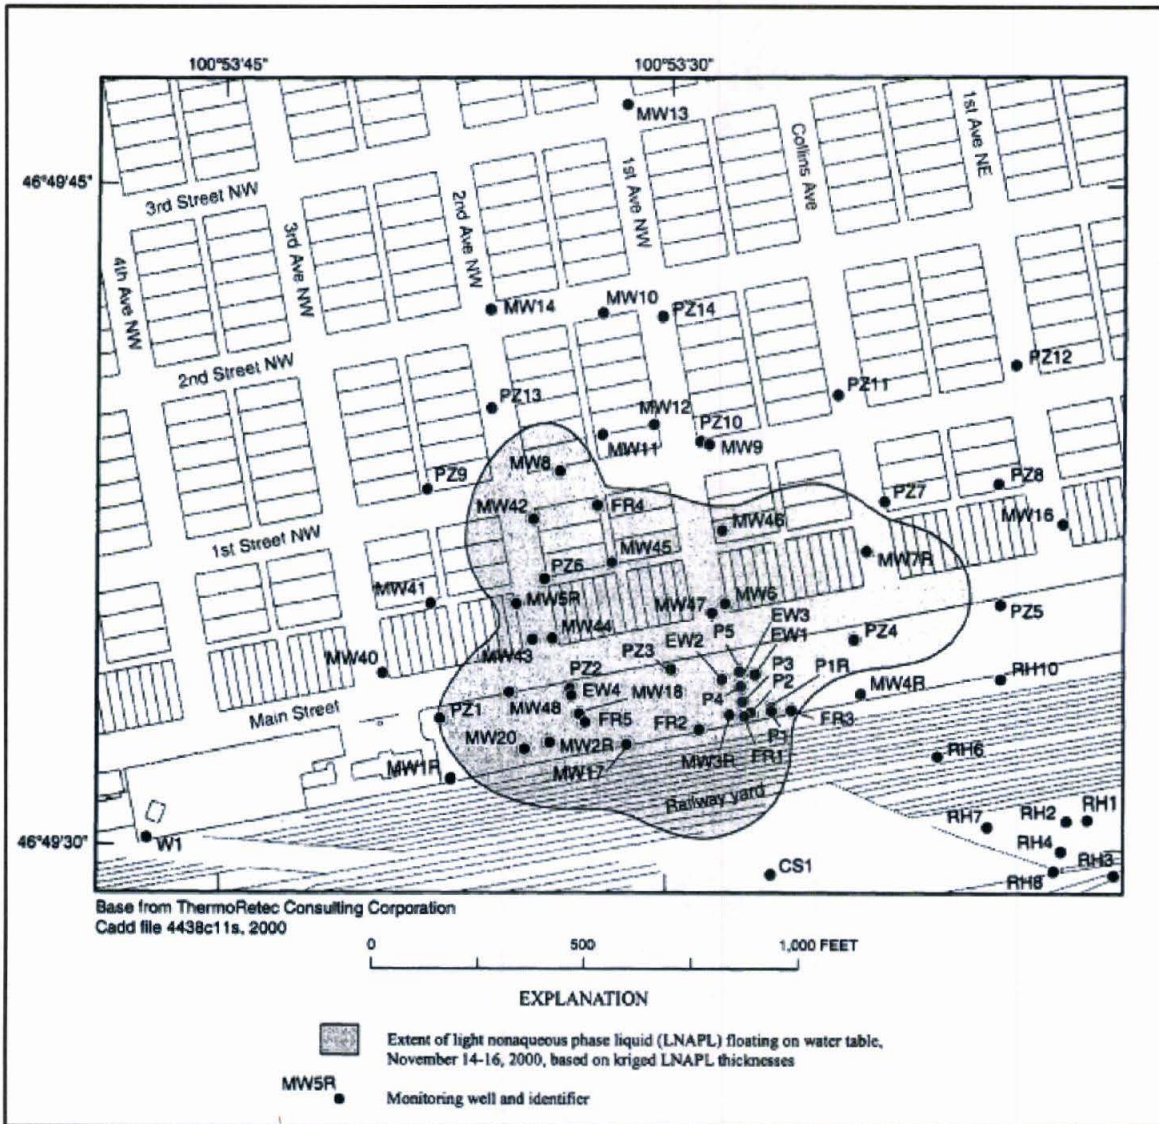 100°53'45"
100°53'30"
MW13
46°49'45"
3rd Street NW
4th Ave NW
3rd Ave NW
2nd Ave NW
1st Ave NW
Collins Ave
1st Ave NE
MW14
MW10
PZ14
2nd Street NW
PZ12
PZ13
PZ11
MW12
PZ10
MW11
MW9
MW8
PZ9
PZ8
PZ7
MW42
FR4
MW16
MW46
1st Street NW
MW45
MW7R
PZ6
MW41
MW5R
MW47
MW6
EW3
PZ5
MW44
P5
EW1
EW2
PZ4
MW43
PZ3
P3
P1R
MW40
PZ2
P2
RH10
EW4
MW18
P4
MW4R
Main Street
PZ1
MW48
FR5
FR2
FR3
MW20
MW2R
P1
MW17
MW3R
FR1
RH6
MW1R
Railway yard
RH2
RH1
RH7
46°49'30"
W1
RH4
CS1
RH3
RH8
Base from ThermoRetec Consulting Corporation
Cadd file 4438c11s, 2000
0 500 1,000 FEET
EXPLANATION
Extent of light nonaqueous phase liquid (LNAPL) floating on water table,
November 14-16, 2000, based on kriged LNAPL thicknesses
MW5R
Monitoring well and identifier